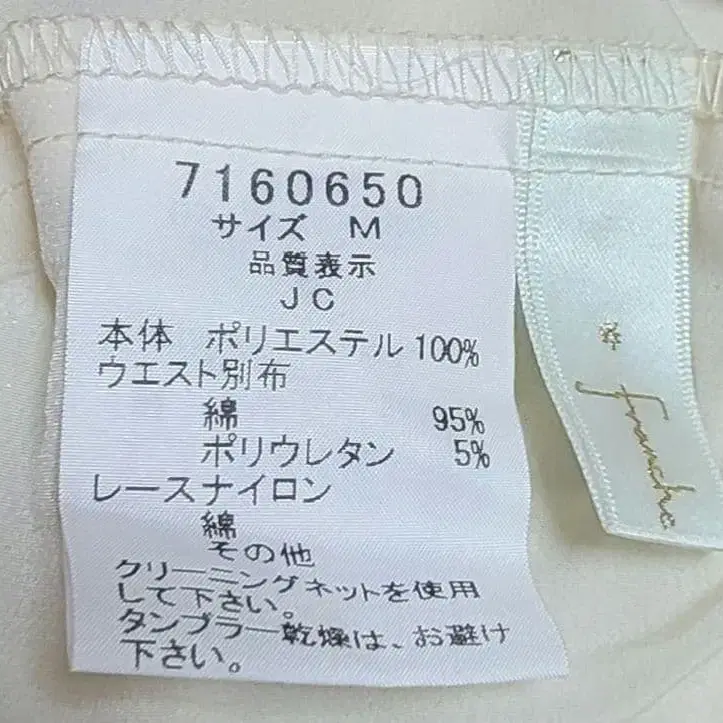 7160650
サイズ M
品質表示
JC
本体 ポリエステル 100%
ウエスト別布
綿 95%
ポリウレタン 5%
レースナイロン
綿
その他
クリーニングネットを使用
して下さい。
タンブラー乾燥は、お避け
下さい。
franche